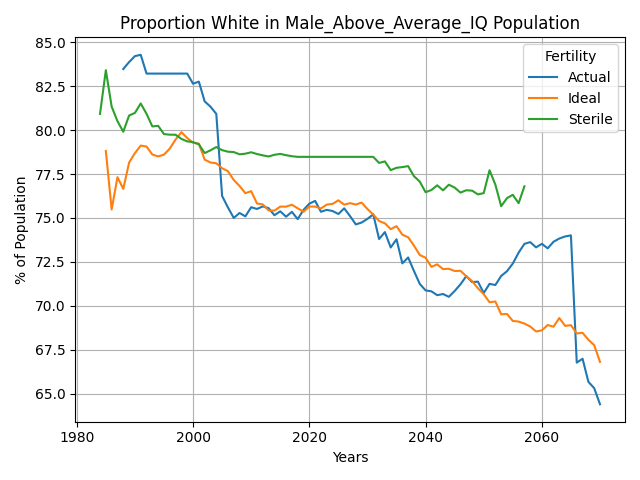 Proportion White in Male_Above_Average_IQ Population
% of Population
85.0
82.5
80.0
77.5
75.0
72.5
70.0
67.5
65.0
Fertility
Actual
Ideal
Sterile
1980
2000
2020
2040
2060
Years